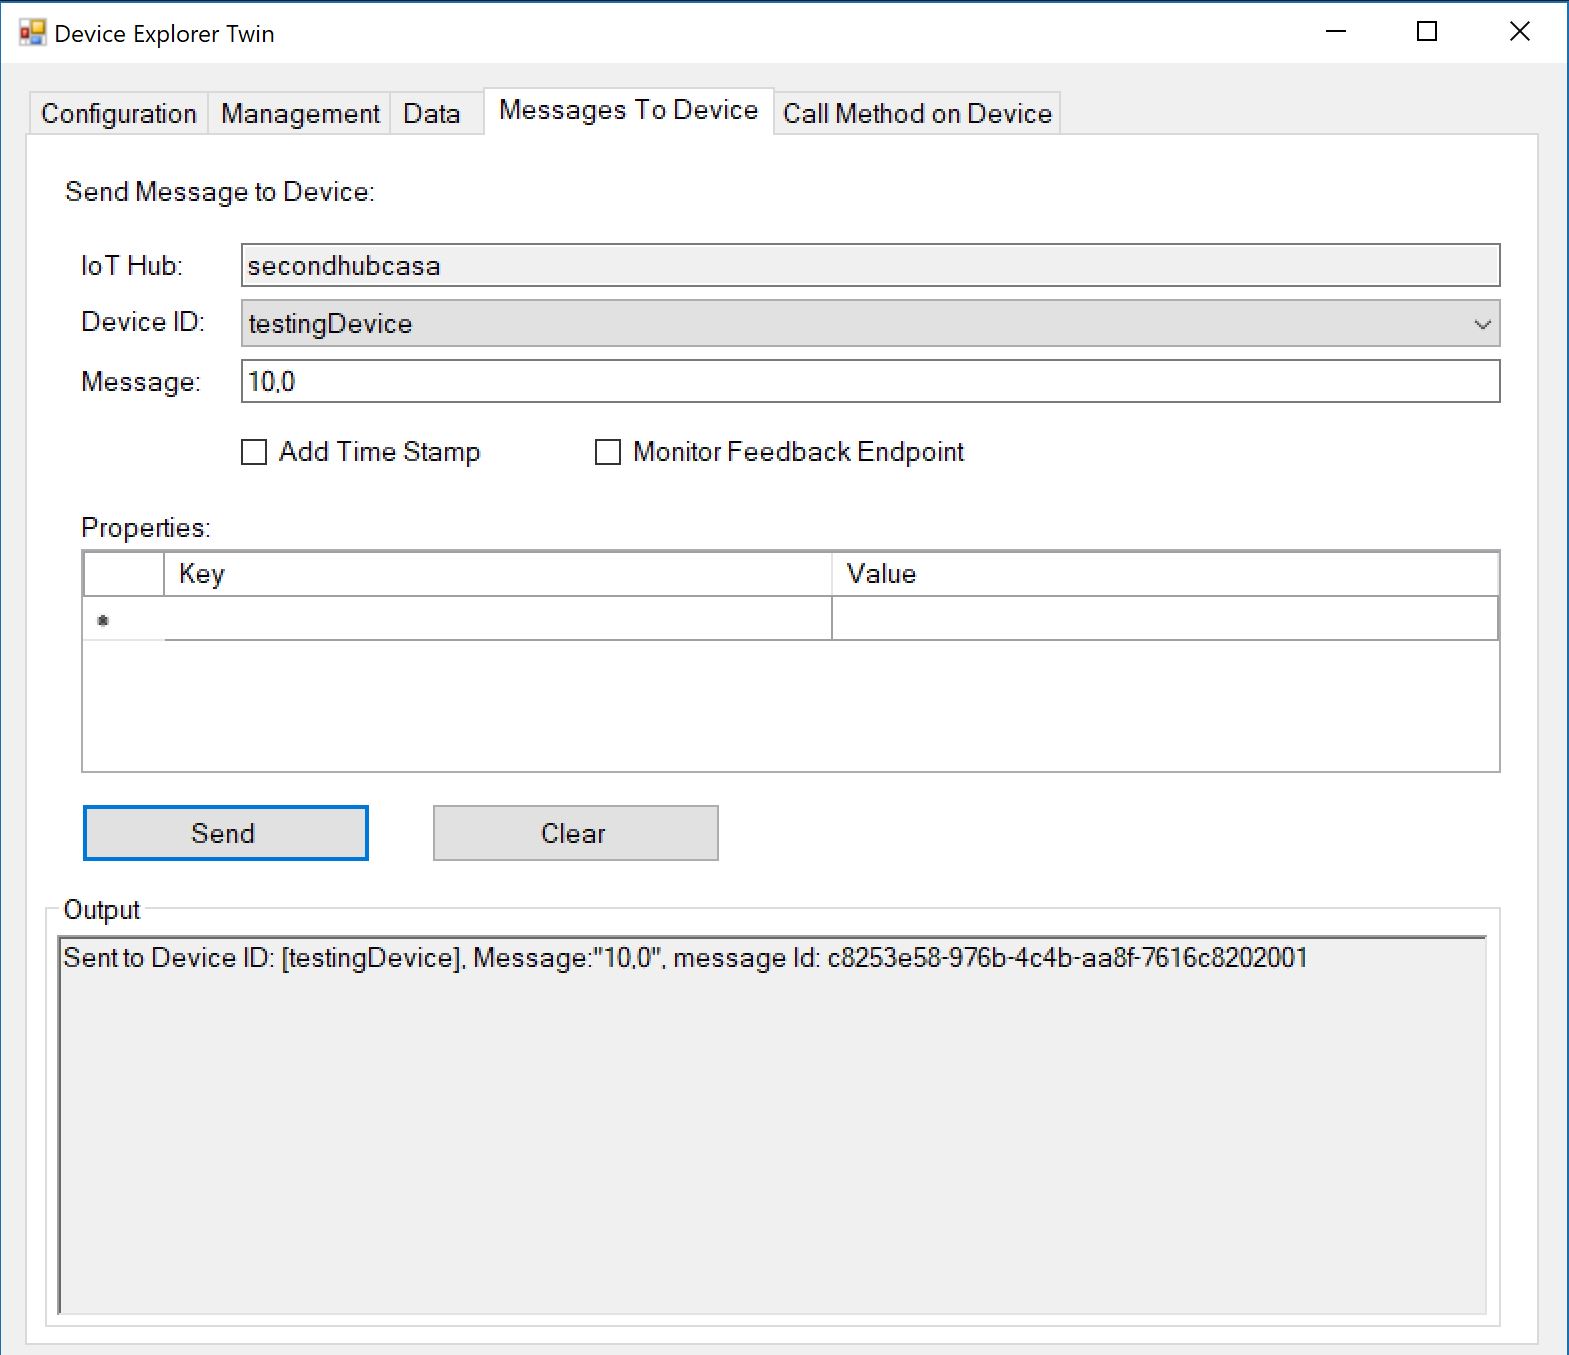 Device Explorer Twin
Configuration Management Data Messages To Device Call Method on Device
Send Message to Device:
IoT Hub: secondhubcasa
Device ID: testingDevice
Message: 10,0
Add Time Stamp Monitor Feedback Endpoint
Properties:
Key Value
Send Clear
Output
Sent to Device ID: [testingDevice], Message:"10,0", message Id: c8253e58-976b-4c4b-aa8f-7616c8202001